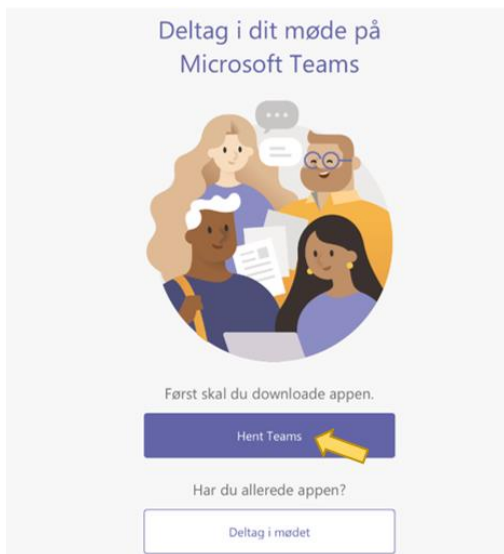 Deltag i dit møde på
Microsoft Teams
Først skal du downloade appen.
Hent Teams
Har du allerede appen?
Deltag i mødet